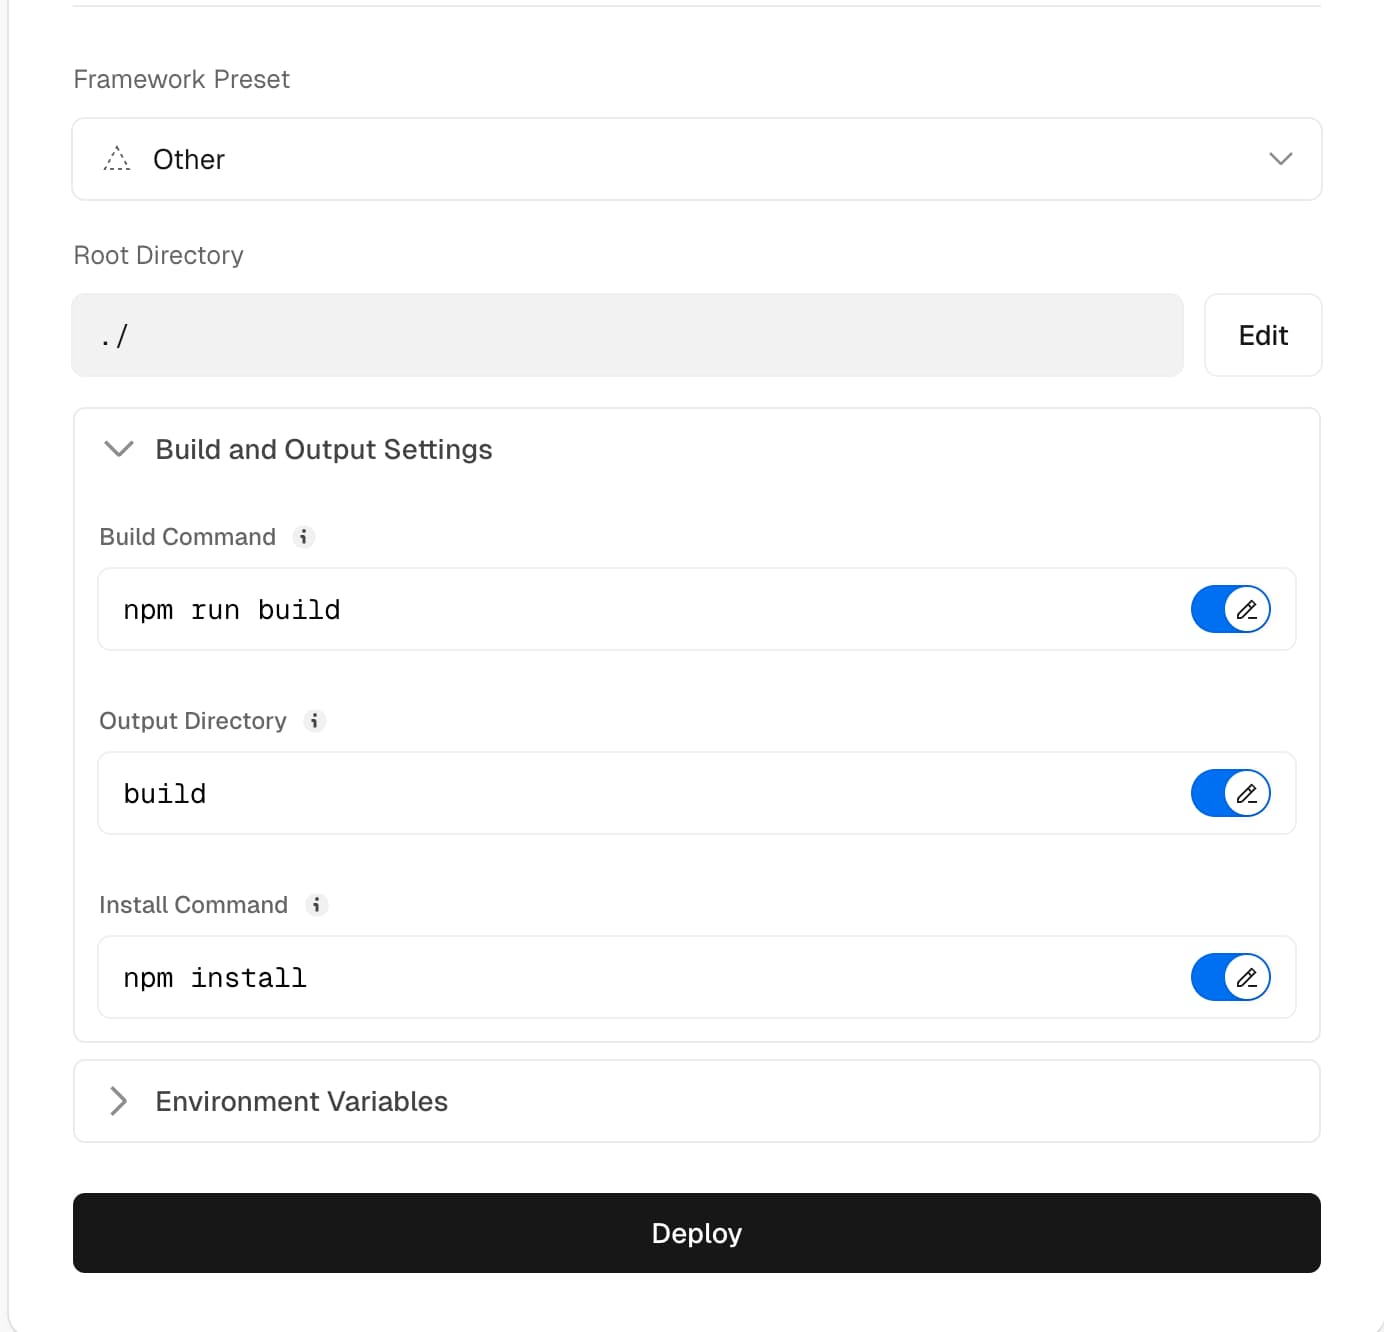 Framework Preset
Other
Root Directory
./
Edit
Build and Output Settings
Build Command
npm run build
Output Directory
build
Install Command
npm install
Environment Variables
Deploy